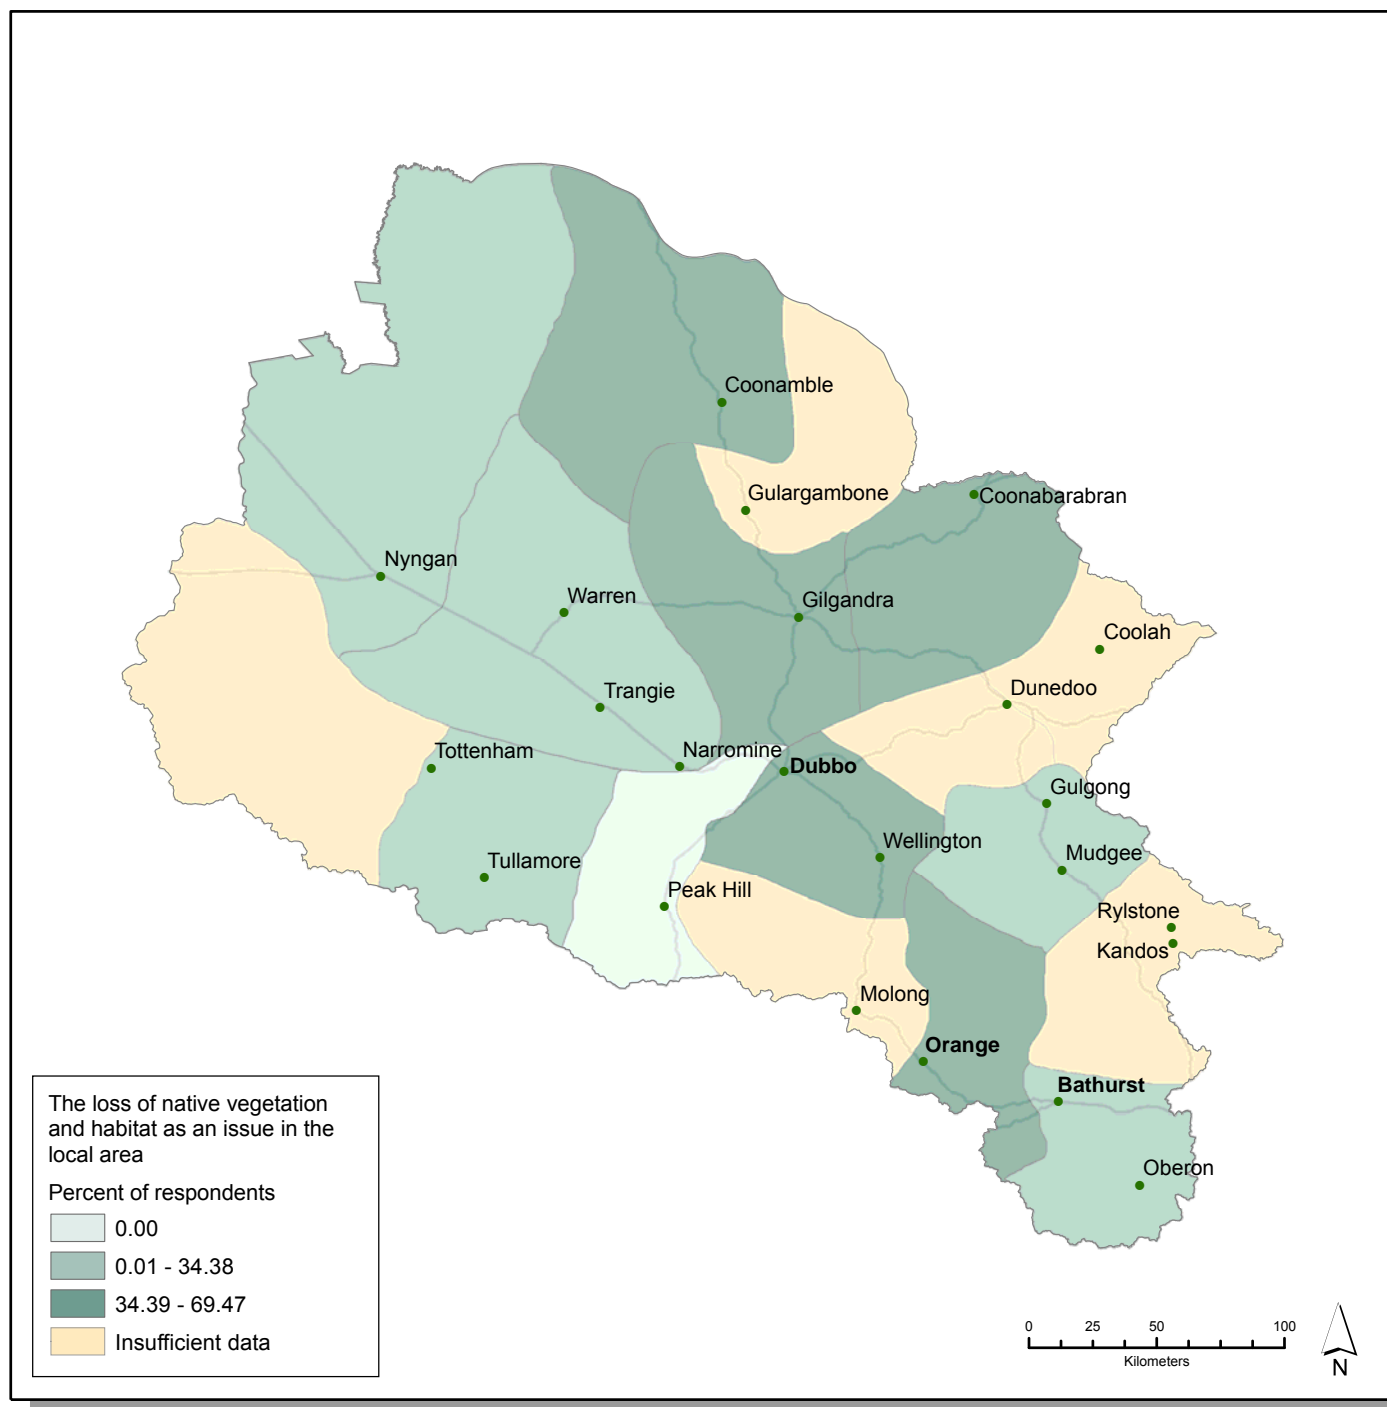 Coonamble
Gulargambone
Coonabarabran
Nyngan
Warren
Gilgandra
Coolah
Trangie
Dunedoo
Tottenham
Narromine
Dubbo
Gulgong
Wellington
Mudgee
Tullamore
Peak Hill
Rylstone
Kandos
Molong
Orange
Bathurst
Oberon
The loss of native vegetation
and habitat as an issue in the
local area
Percent of respondents
0.00
0.01 - 34.38
34.39 - 69.47
Insufficient data
0 25 50 100
Kilometers
N